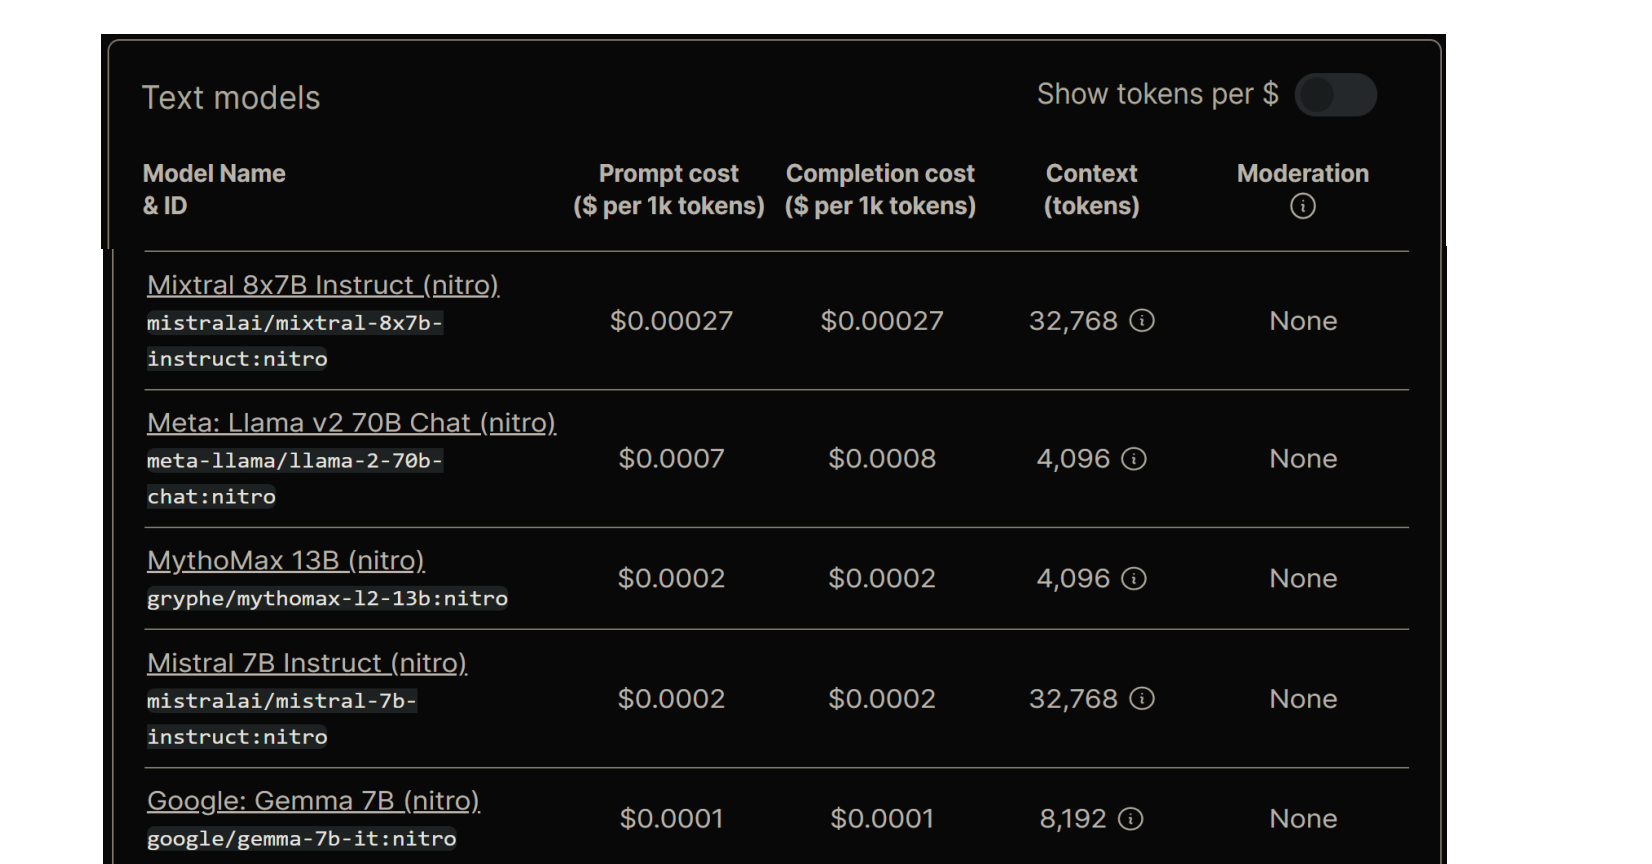 Text models
Show tokens per $
Model Name & ID
Prompt cost ($ per 1k tokens)
Completion cost ($ per 1k tokens)
Context (tokens)
Moderation
Mixtral 8x7B Instruct (nitro)
mistralai/mixtral-8x7b-
instruct:nitro
$0.00027
$0.00027
32,768
None
Meta: Llama v2 70B Chat (nitro)
meta-llama/llama-2-70b-
chat:nitro
$0.0007
$0.0008
4,096
None
MythoMax 13B (nitro)
gryphe/mythomax-l2-13b:nitro
$0.0002
$0.0002
4,096
None
Mistral 7B Instruct (nitro)
mistralai/mistral-7b-
instruct:nitro
$0.0002
$0.0002
32,768
None
Google: Gemma 7B (nitro)
google/gemma-7b-it:nitro
$0.0001
$0.0001
8,192
None